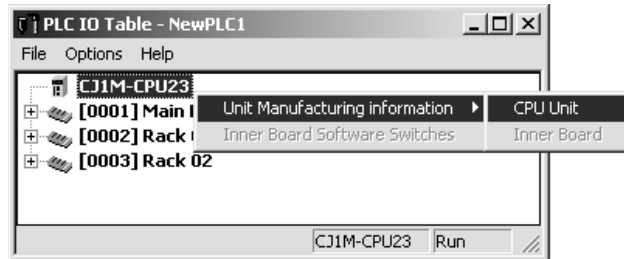 PLC IO Table - NewPLC1
File Options Help
CJ1M-CPU23
[0001] Main
[0002] Rack
[0003] Rack 02
Unit Manufacturing information CPU Unit
Inner Board Software Switches Inner Board
CJ1M-CPU23 Run